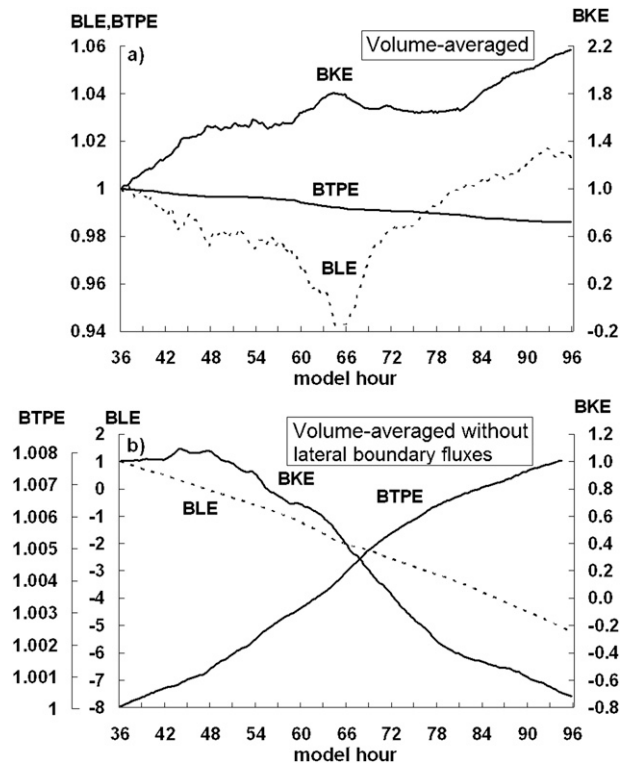 BLE,BTPE
BKE
a)
Volume-averaged
1.06
1.04
1.02
1
0.98
0.96
0.94
2.2
1.8
1.4
1.0
0.6
0.2
-0.2
BKE
BTPE
BLE
36 42 48 54 60 66 72 78 84 90 96
model hour
BTPE BLE
BKE
b)
Volume-averaged without
lateral boundary fluxes
1.008
1.007
1.006
1.005
1.004
1.003
1.002
1.001
1
2
1
0
-1
-2
-3
-4
-5
-6
-7
-8
1.2
1.0
0.8
0.6
0.4
0.2
0.0
-0.2
-0.4
-0.6
-0.8
BKE
BTPE
BLE
36 42 48 54 60 66 72 78 84 90 96
model hour